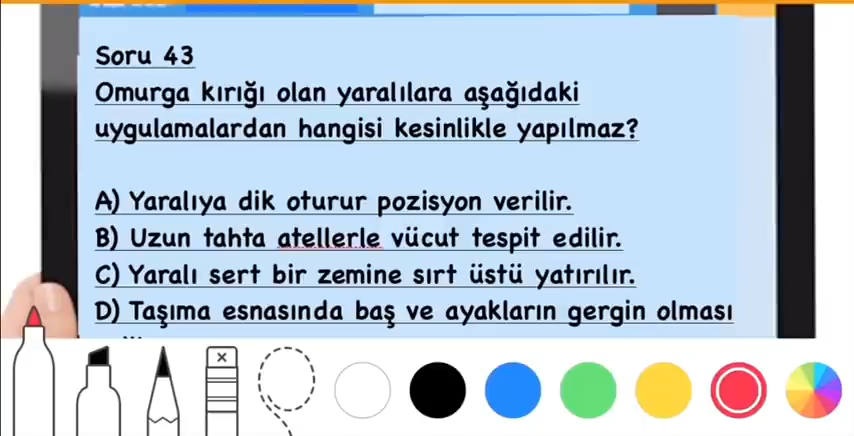 Soru 43
Omurga kırığı olan yaralılara aşağıdaki
uygulamalardan hangisi kesinlikle yapılmaz?
A) Yaralıya dik oturur pozisyon verilir.
B) Uzun tahta atellerle vücut tespit edilir.
C) Yaralı sert bir zemine sırt üstü yatırılır.
D) Taşıma esnasında baş ve ayakların gergin olması